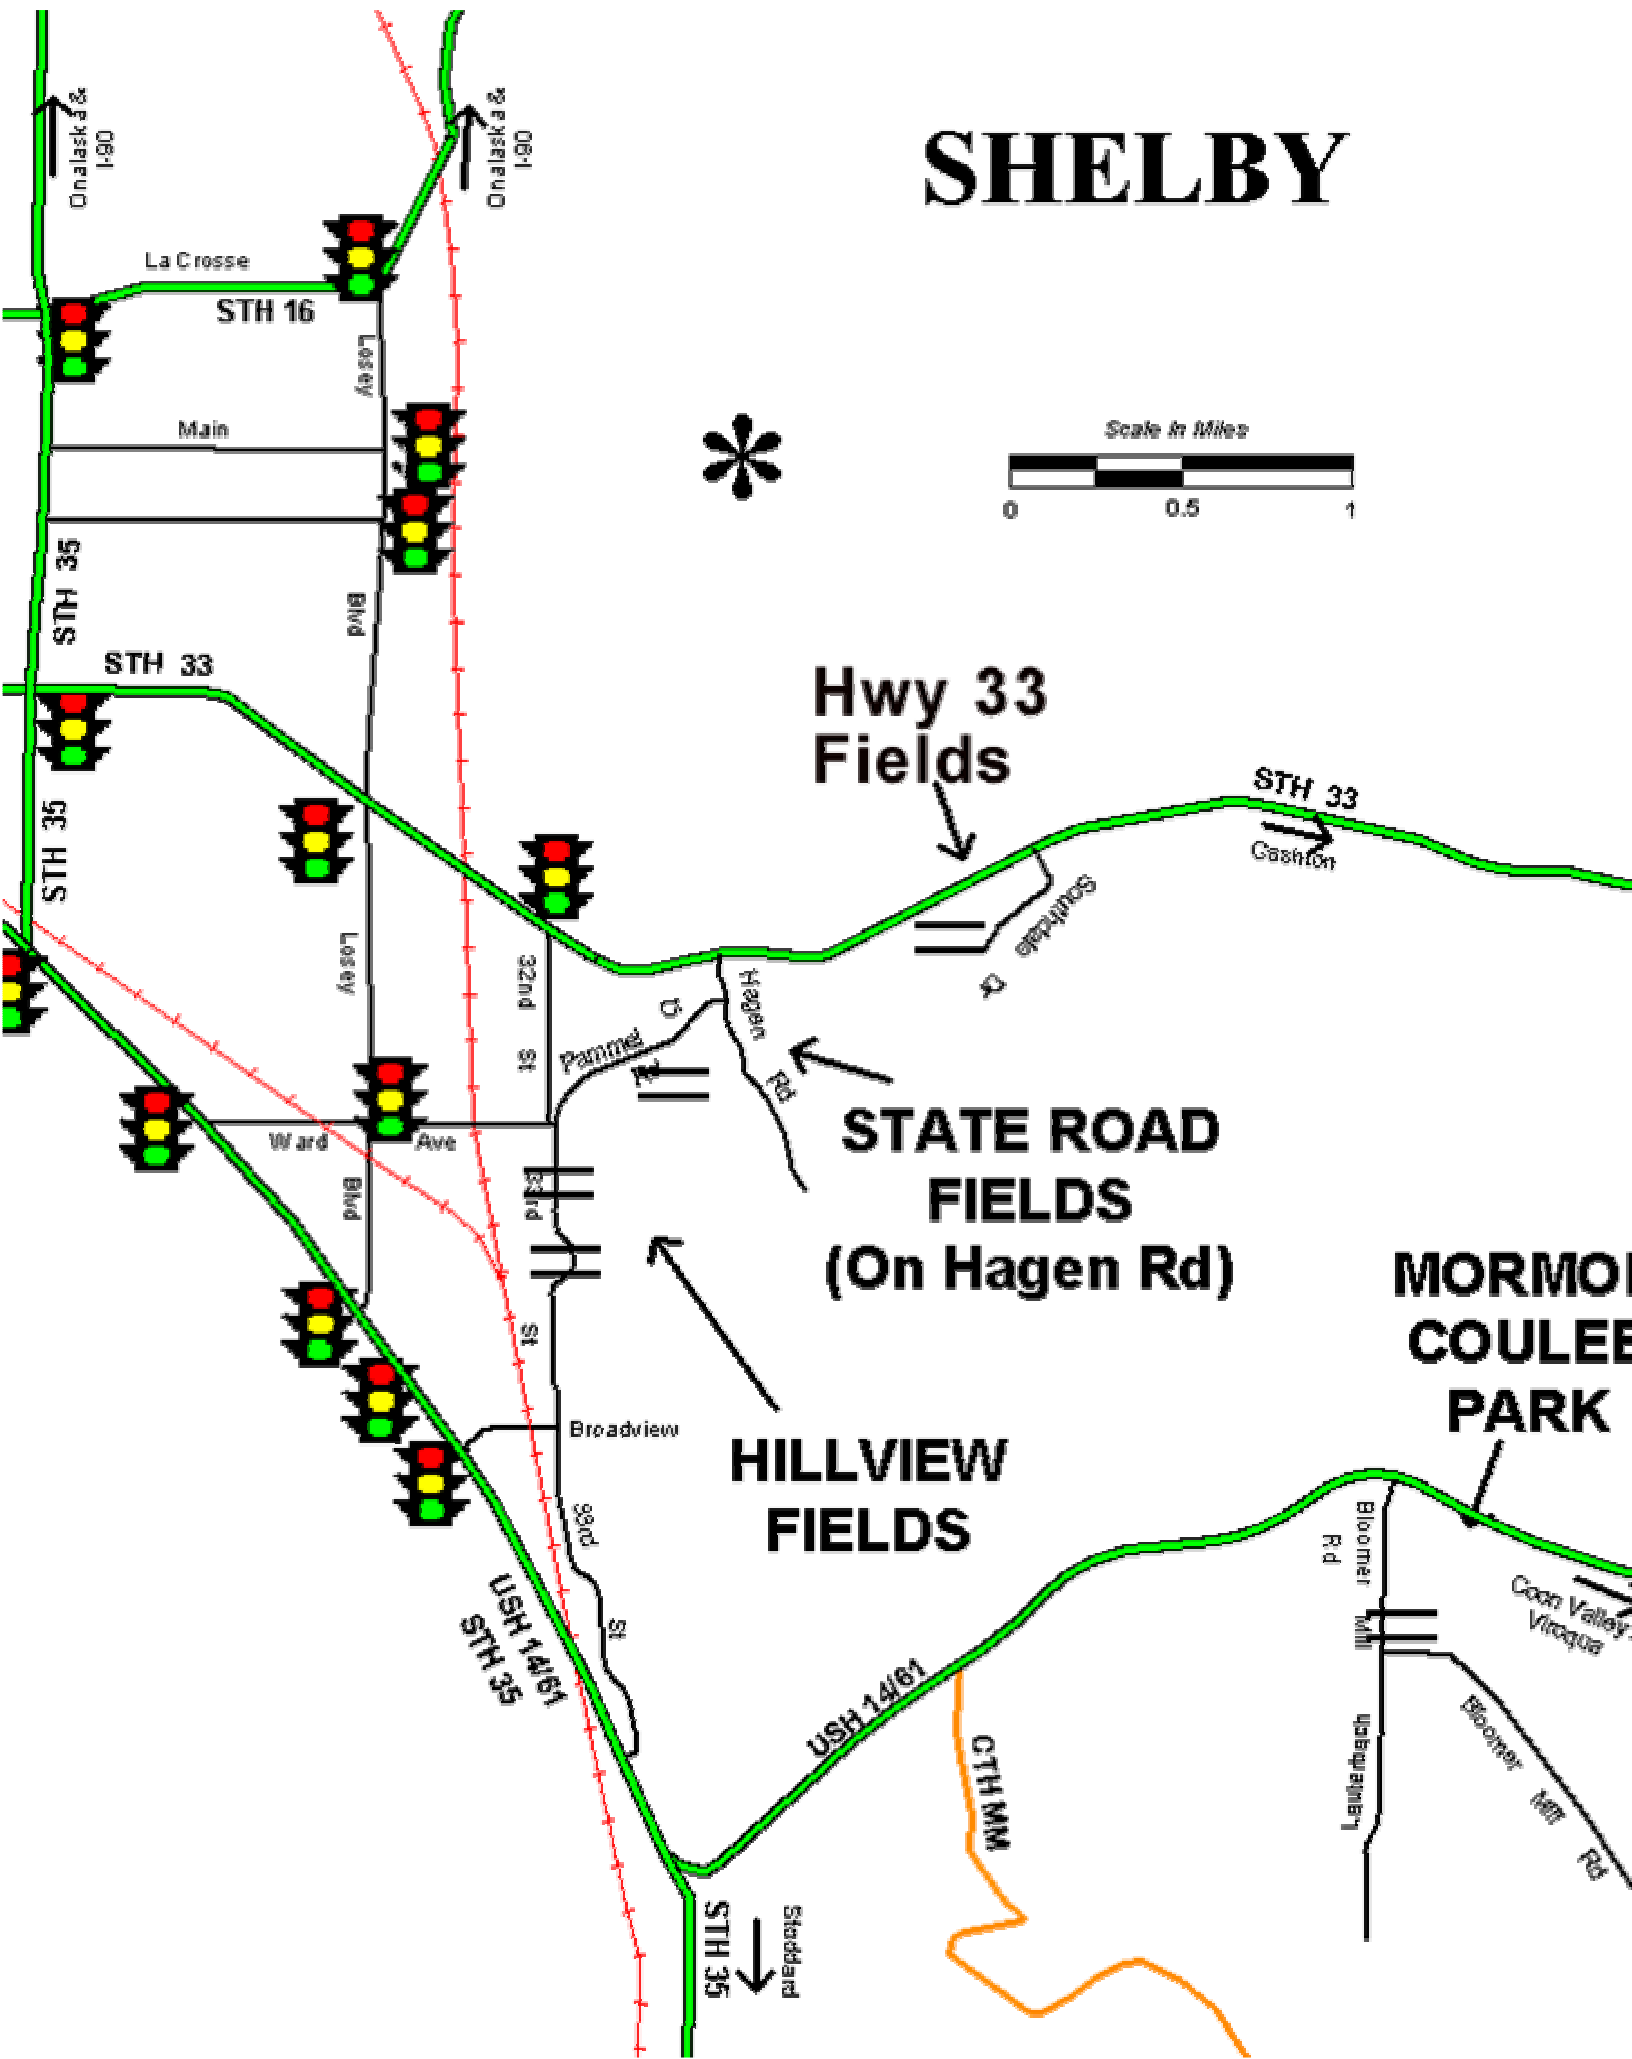 SHELBY
Onalaska &
I-90
Onalaska &
I-90
La Crosse
STH 16
Losey
Main
Scale In Miles
0
0.5
1
STH 35
Blvd
STH 33
Hwy 33
Fields
STH 33
Cashton
STH 35
Southdale
Dr
Losey
32nd
St
Hagen
Rd
Pammel
Dr
STATE ROAD
FIELDS
(On Hagen Rd)
Ward
Ave
Blvd
33rd
St
MORMO
COULEE
PARK
Broadview
HILLVIEW
FIELDS
33rd
St
Bloomer
Rd
Mill
Coon Valley
Viroqua
USH 14/61
STH 35
USH 14/61
CTH MM
Bloomer
Mill
Rd
STH 35
Stoddard